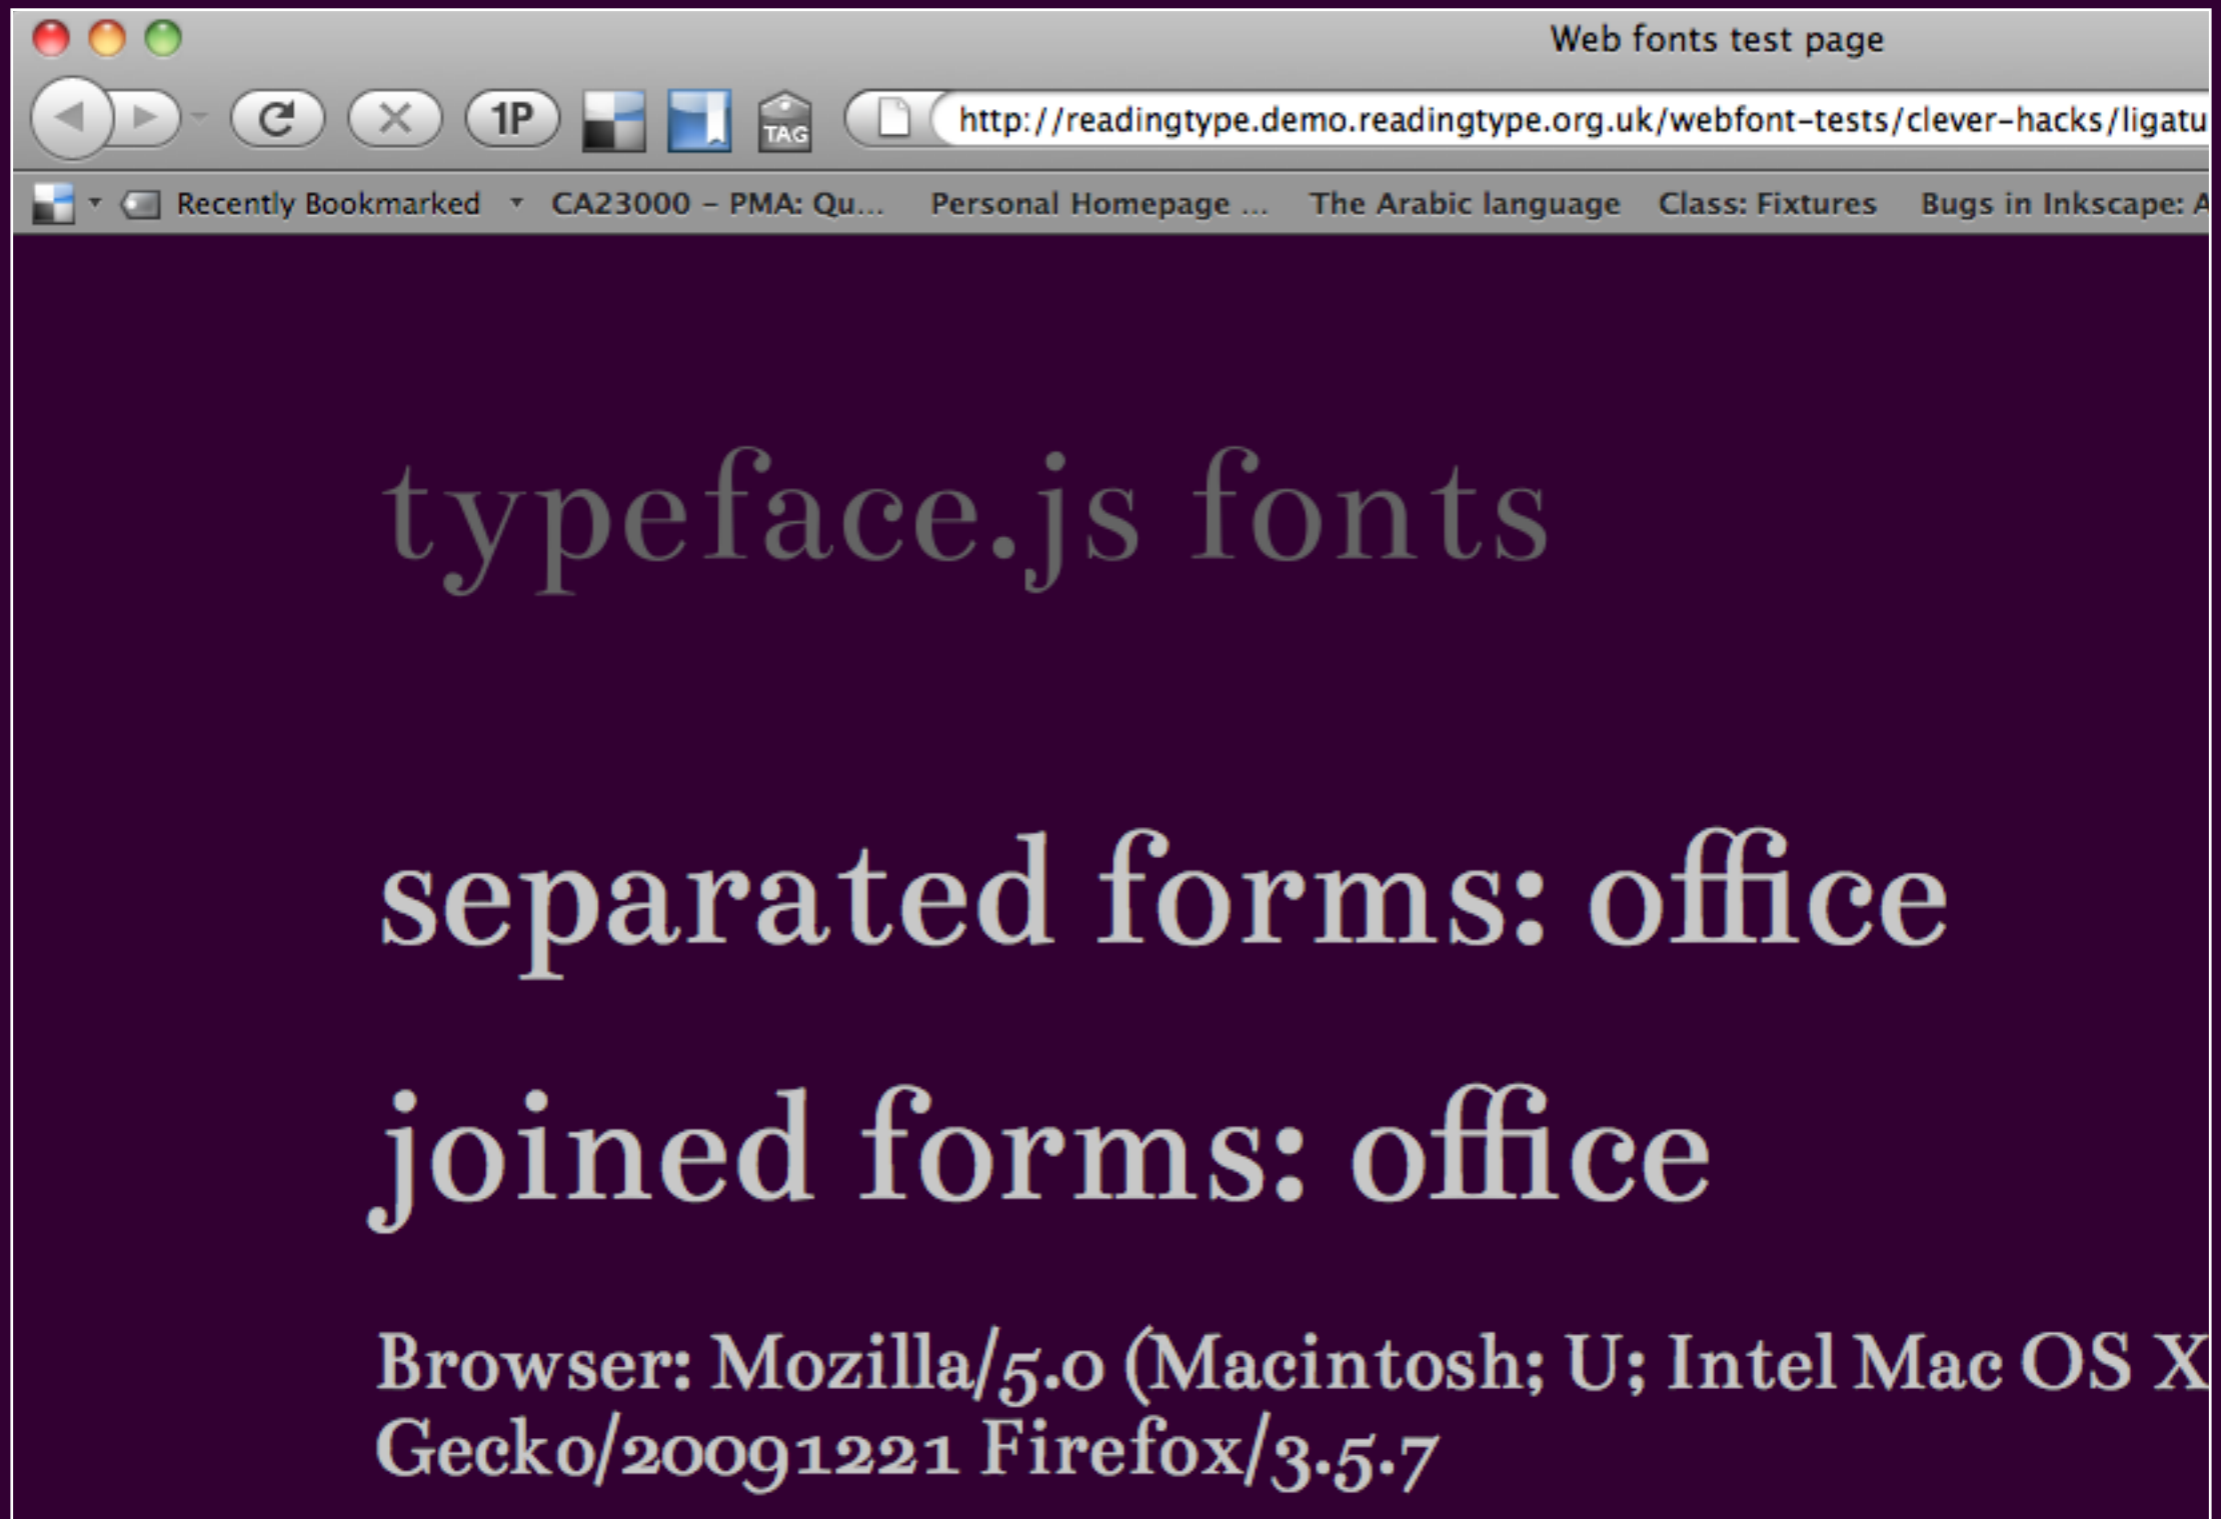 Web fonts test page
1P TAG http://readingtype.demo.readingtype.org.uk/webfont-tests/clever-hacks/ligatu
Recently Bookmarked CA23000 - PMA: Qu... Personal Homepage ... The Arabic language Class: Fixtures Bugs in Inkscape: A
typeface.js fonts
separated forms: office
joined forms: office
Browser: Mozilla/5.0 (Macintosh; U; Intel Mac OS X
Gecko/20091221 Firefox/3.5.7